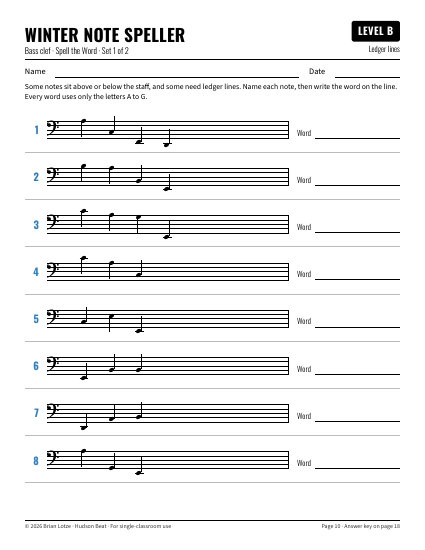 WINTER NOTE SPELLER
LEVEL B
Bass clef · Spell the Word · Set 1 of 2
Ledger lines
Name Date
Some notes sit above or below the staff, and some need ledger lines. Name each note, then write the word on the line.
Every word uses only the letters A to G.
1 Word
2 Word
3 Word
4 Word
5 Word
6 Word
7 Word
8 Word
© 2026 Brian Lotze · Hudson Beat · For single-classroom use
Page 10 · Answer key on page 18